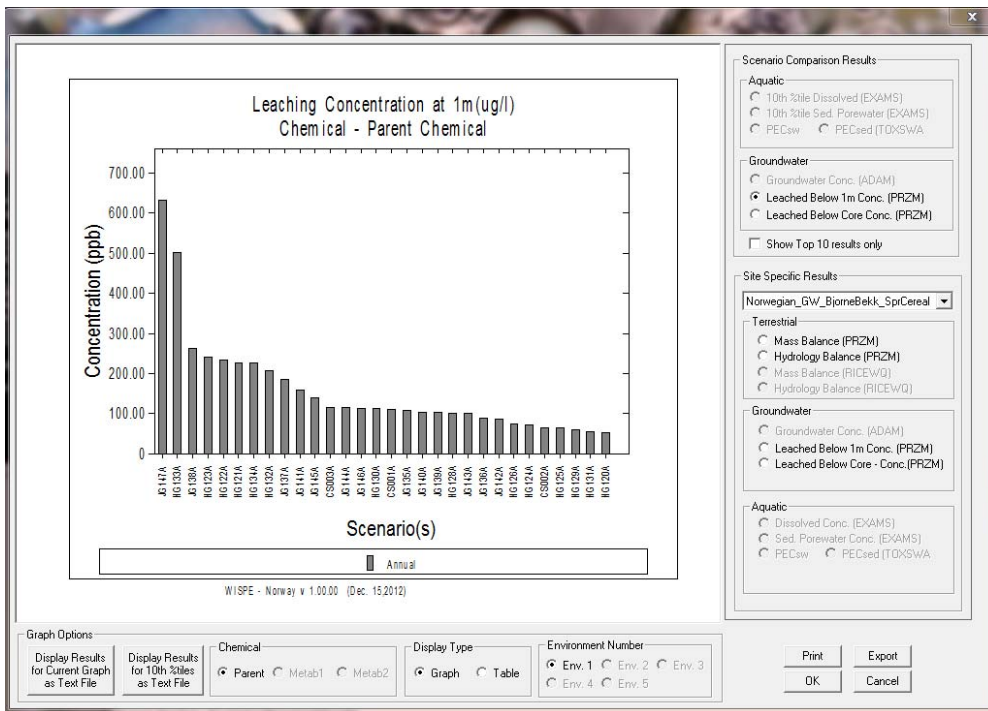 x
Leaching Concentration at 1m(ug/l)
Chemical - Parent Chemical
Concentration (ppb)
700.00
600.00
500.00
400.00
300.00
200.00
100.00
0
JG147A
NG133A
JG138A
NG123A
NG122A
NG121A
NG134A
NG132A
JG137A
JG141A
JG145A
CS003A
JG144A
JG146A
NG130A
CS001A
JG135A
JG140A
JG139A
NG128A
JG143A
JG136A
JG142A
NG126A
NG124A
CS002A
NG125A
NG129A
NG131A
NG120A
Scenario(s)
Annual
WISPE - Norway v 1.00.00 (Dec. 15,2012)
Scenario Comparison Results
Aquatic
10th %tile Dissolved (EXAMS)
10th %tile Sed. Porewater (EXAMS)
PECsw PECsed (TOXSWA
Groundwater
Groundwater Conc. (ADAM)
Leached Below 1m Conc. (PRZM)
Leached Below Core Conc. (PRZM)
Show Top 10 results only
Site Specific Results
Norwegian_GW_BjorneBekk_SprCereal
Terrestrial
Mass Balance (PRZM)
Hydrology Balance (PRZM)
Mass Balance (RICEWQ)
Hydrology Balance (RICEWQ)
Groundwater
Groundwater Conc. (ADAM)
Leached Below 1m Conc. (PRZM)
Leached Below Core - Conc.(PRZM)
Aquatic
Dissolved Conc. (EXAMS)
Sed. Porewater Conc. (EXAMS)
PECsw PECsed (TOXSWA
Graph Options
Display Results
for Current Graph
as Text File
Display Results
for 10th %tiles
as Text File
Chemical
Parent Metab1 Metab2
Display Type
Graph Table
Environment Number
Env. 1 Env. 2 Env. 3
Env. 4 Env. 5
Print Export
OK Cancel